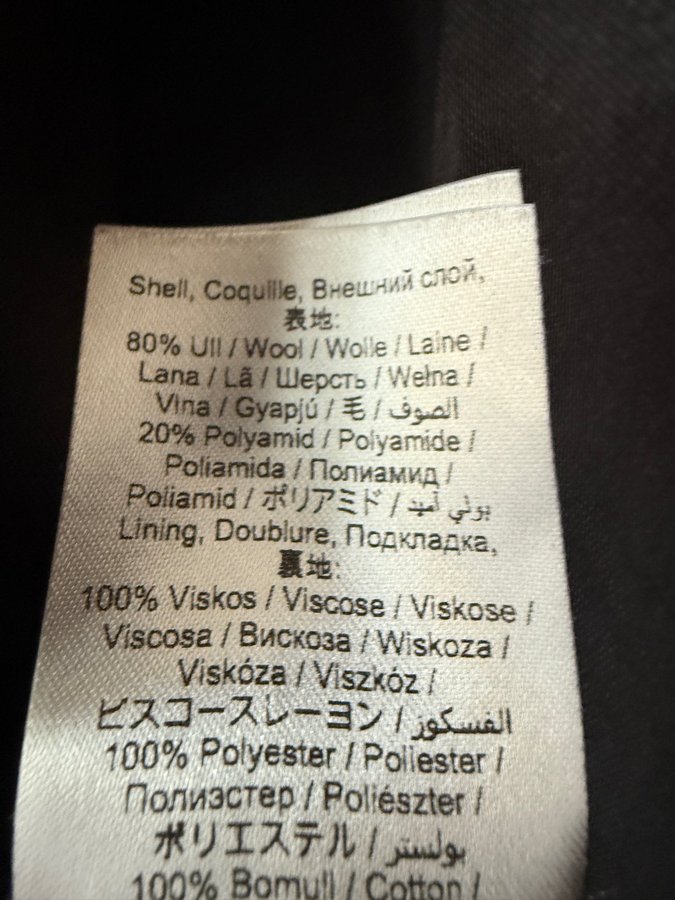 Shell, Coquille, Внешний слой,
表地:
80% Ull / Wool / Wolle / Laine /
Lana / Lã / Шерсть / Wełna /
Vlna / Gyapjú / 毛 / الصوف
20% Polyamid / Polyamide /
Poliamida / Полиамид /
Poliamid / ポリアミド / بولي أميد
Lining, Doublure, Подкладка,
裏地:
100% Viskos / Viscose / Viskose /
Viscosa / Вискоза / Wiskoza /
Viskóza / Viszkóz /
ビスコースレーヨン / الفسكوز
100% Polyester / Poliester /
Полиэстер / Poliészter /
ポリエステル / بولستر
100% Bomull / Cotton /